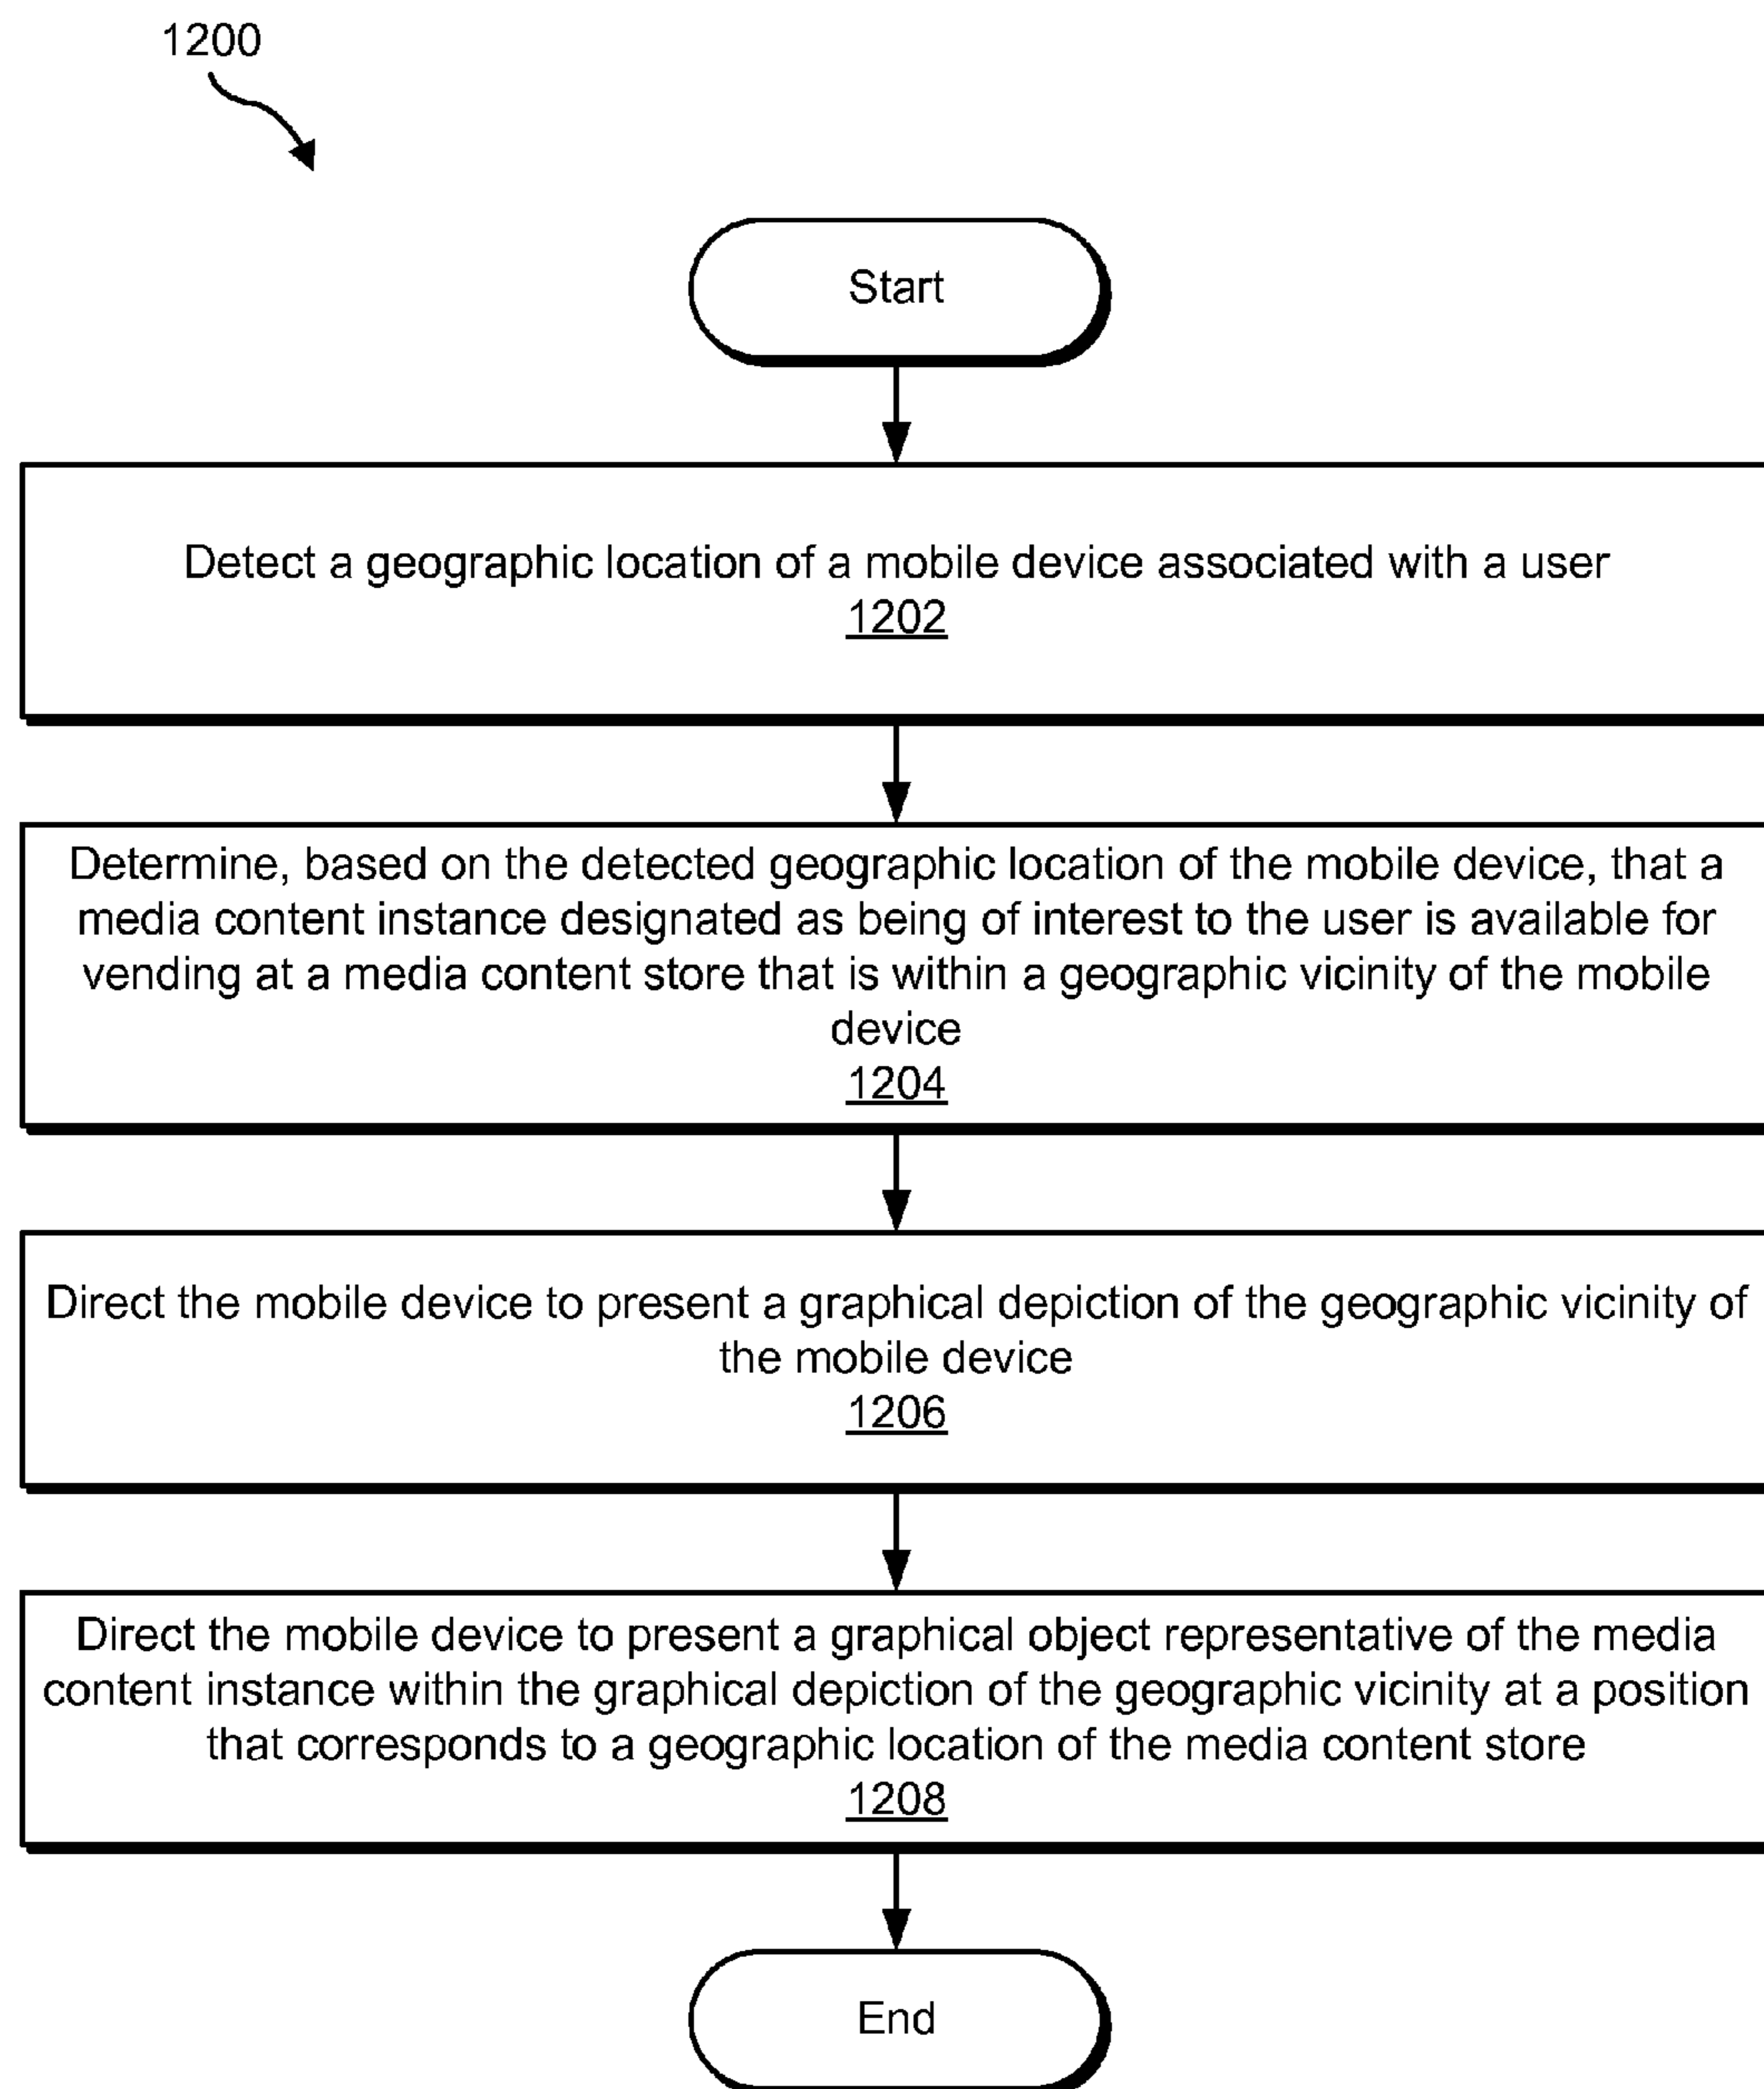 1200
Start
Detect a geographic location of a mobile device associated with a user
1202
Determine, based on the detected geographic location of the mobile device, that a
media content instance designated as being of interest to the user is available for
vending at a media content store that is within a geographic vicinity of the mobile
device
1204
Direct the mobile device to present a graphical depiction of the geographic vicinity of
the mobile device
1206
Direct the mobile device to present a graphical object representative of the media
content instance within the graphical depiction of the geographic vicinity at a position
that corresponds to a geographic location of the media content store
1208
End